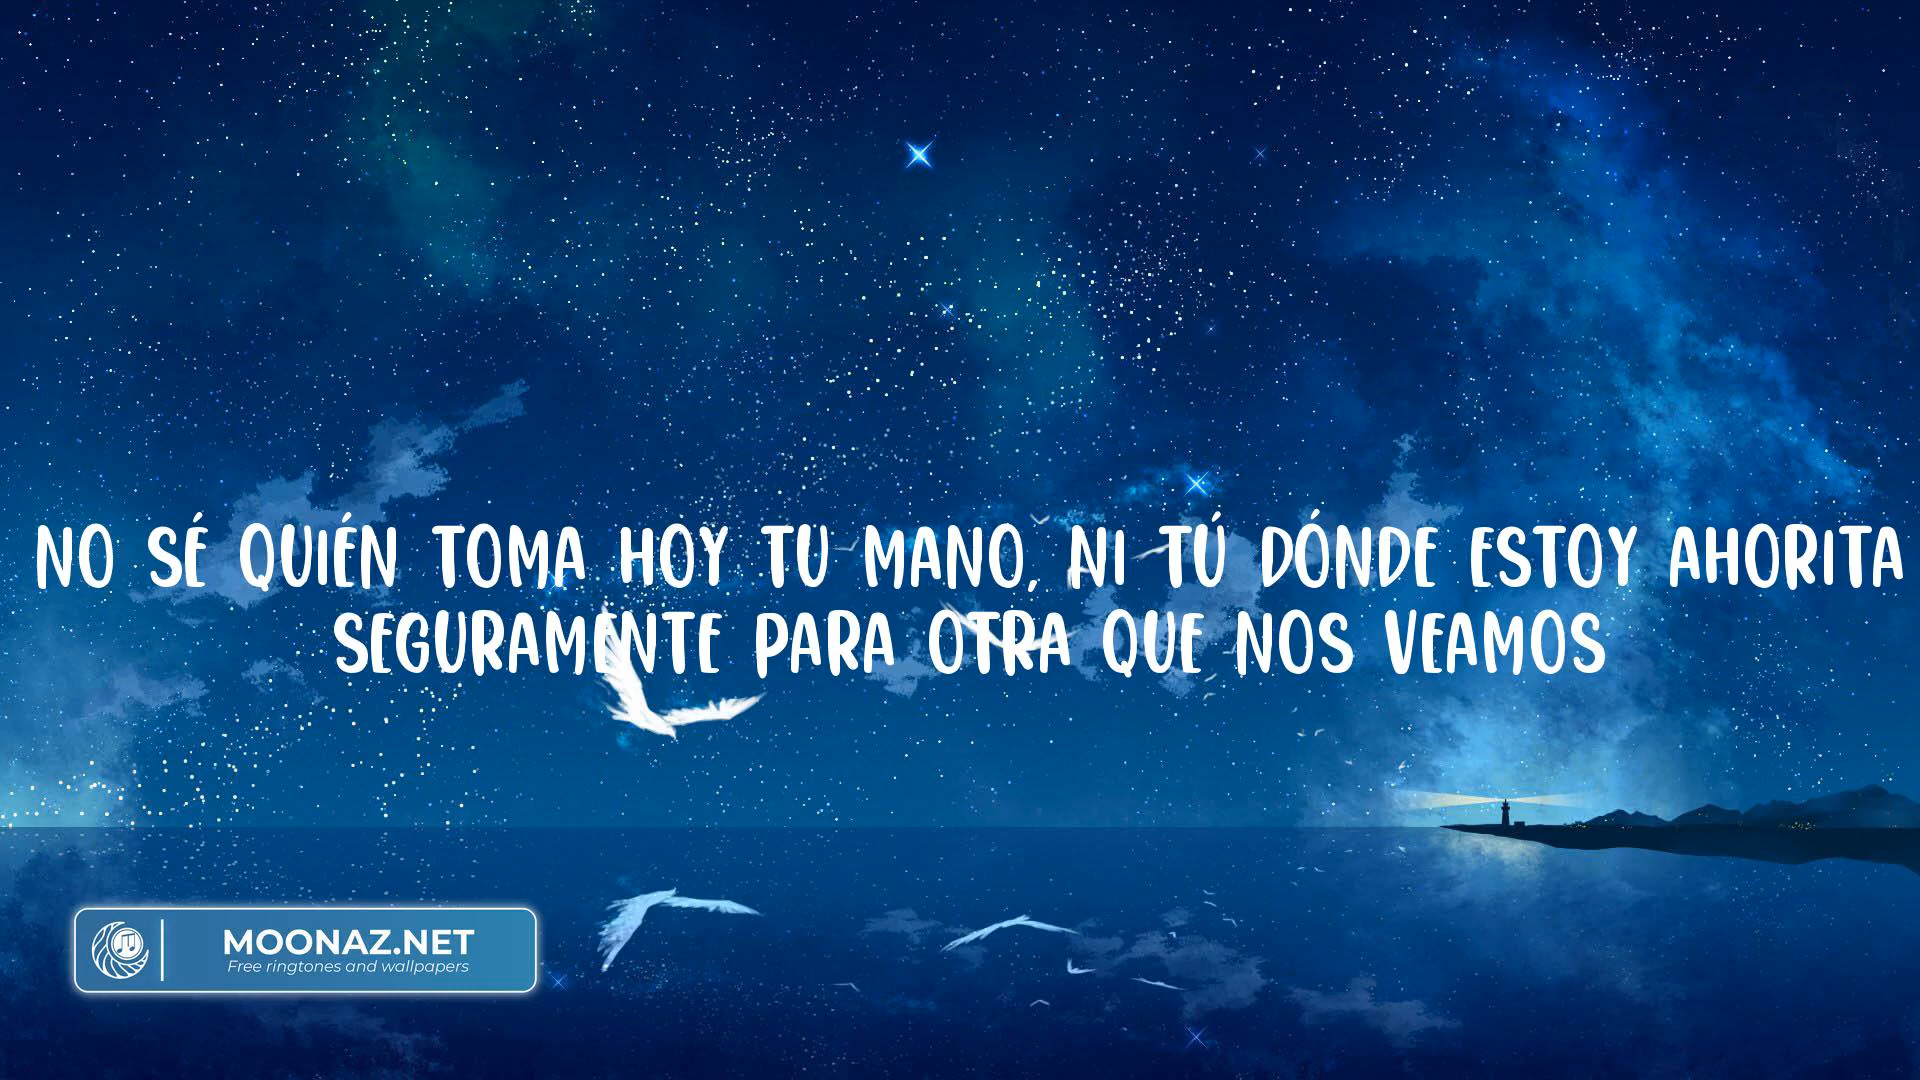 NO SÉ QUIÉN TOMA HOY TU MANO, NI TÚ DÓNDE ESTOY AHORITA
SEGURAMENTE PARA OTRA QUE NOS VEAMOS
MOONAZ.NET
Free ringtones and wallpapers